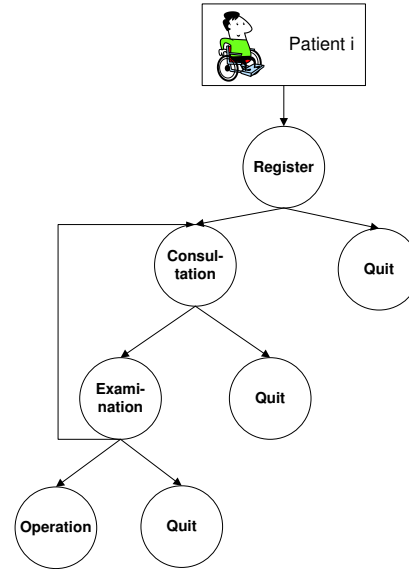 Patient i
Register
Consul-
tation
Quit
Exami-
nation
Quit
Operation
Quit